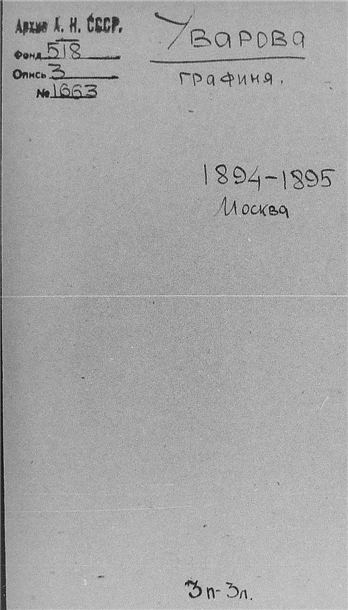 Архив А. Н. СССР.
Фонд 518
Опись 3
№ 1663
Уварова
графиня.
1894-1895
Москва
3п-3л.